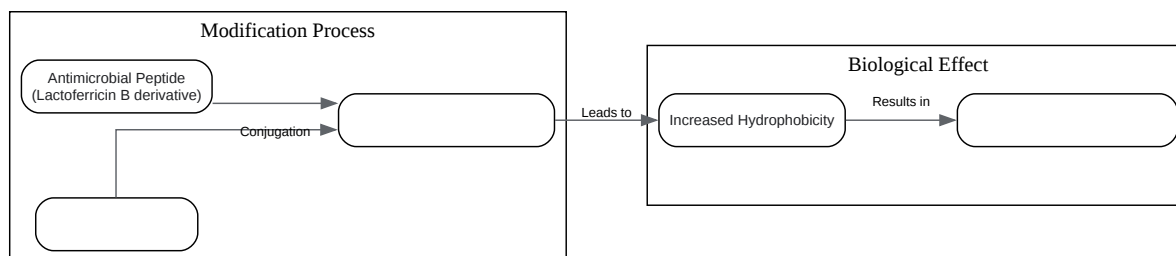 Modification Process
Antimicrobial Peptide
(Lactoferricin B derivative)
Conjugation
Leads to
Biological Effect
Increased Hydrophobicity
Results in